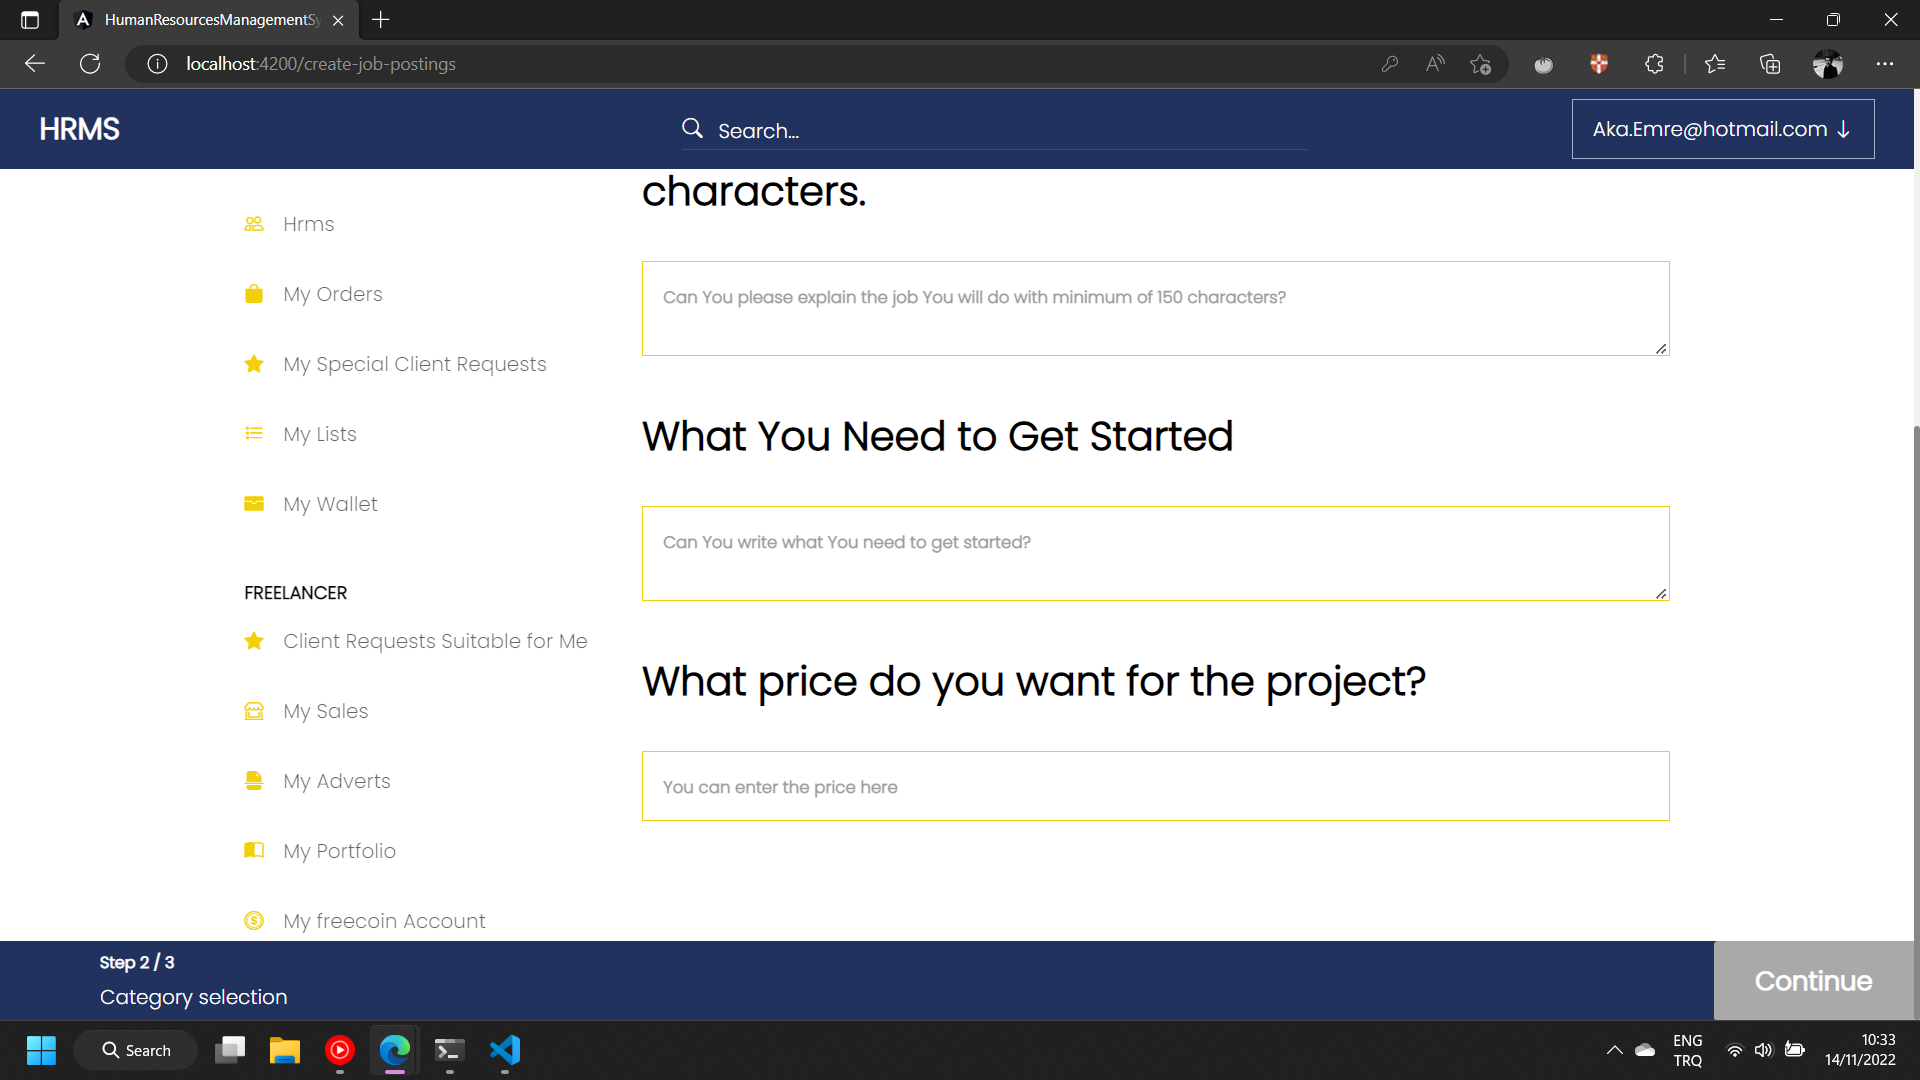 HumanResourcesManagementSy
localhost:4200/create-job-postings
HRMS
Search...
Aka.Emre@hotmail.com
characters.
Hrms
My Orders
My Special Client Requests
My Lists
My Wallet
FREELANCER
Client Requests Suitable for Me
My Sales
My Adverts
My Portfolio
My freecoin Account
Can You please explain the job You will do with minimum of 150 characters?
What You Need to Get Started
Can You write what You need to get started?
What price do you want for the project?
You can enter the price here
Step 2 / 3
Category selection
Continue
Search
ENG
TRQ
10:33
14/11/2022